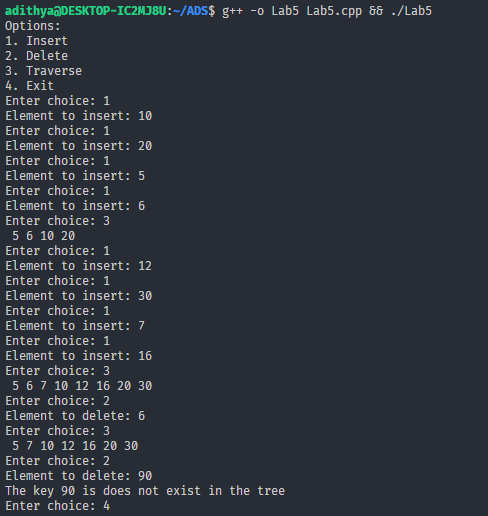 adithya@DESKTOP-IC2MJ8U:~/ADS$ g++ -o Lab5 Lab5.cpp && ./Lab5
Options:
1. Insert
2. Delete
3. Traverse
4. Exit
Enter choice: 1
Element to insert: 10
Enter choice: 1
Element to insert: 20
Enter choice: 1
Element to insert: 5
Enter choice: 1
Element to insert: 6
Enter choice: 3
 5 6 10 20
Enter choice: 1
Element to insert: 12
Enter choice: 1
Element to insert: 30
Enter choice: 1
Element to insert: 7
Enter choice: 1
Element to insert: 16
Enter choice: 3
 5 6 7 10 12 16 20 30
Enter choice: 2
Element to delete: 6
Enter choice: 3
 5 7 10 12 16 20 30
Enter choice: 2
Element to delete: 90
The key 90 is does not exist in the tree
Enter choice: 4